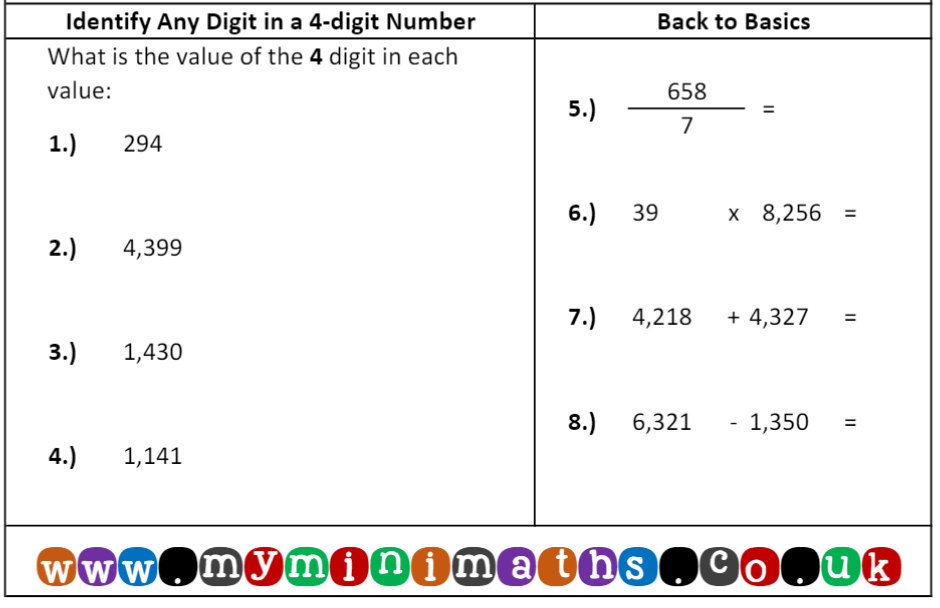 Identify Any Digit in a 4-digit Number
What is the value of the 4 digit in each
value:
1.) 294
2.) 4,399
3.) 1,430
4.) 1,141
Back to Basics
5.) 658
7
=
6.) 39 x 8,256 =
7.) 4,218 + 4,327 =
8.) 6,321 - 1,350 =
www.myminimaths.co.uk